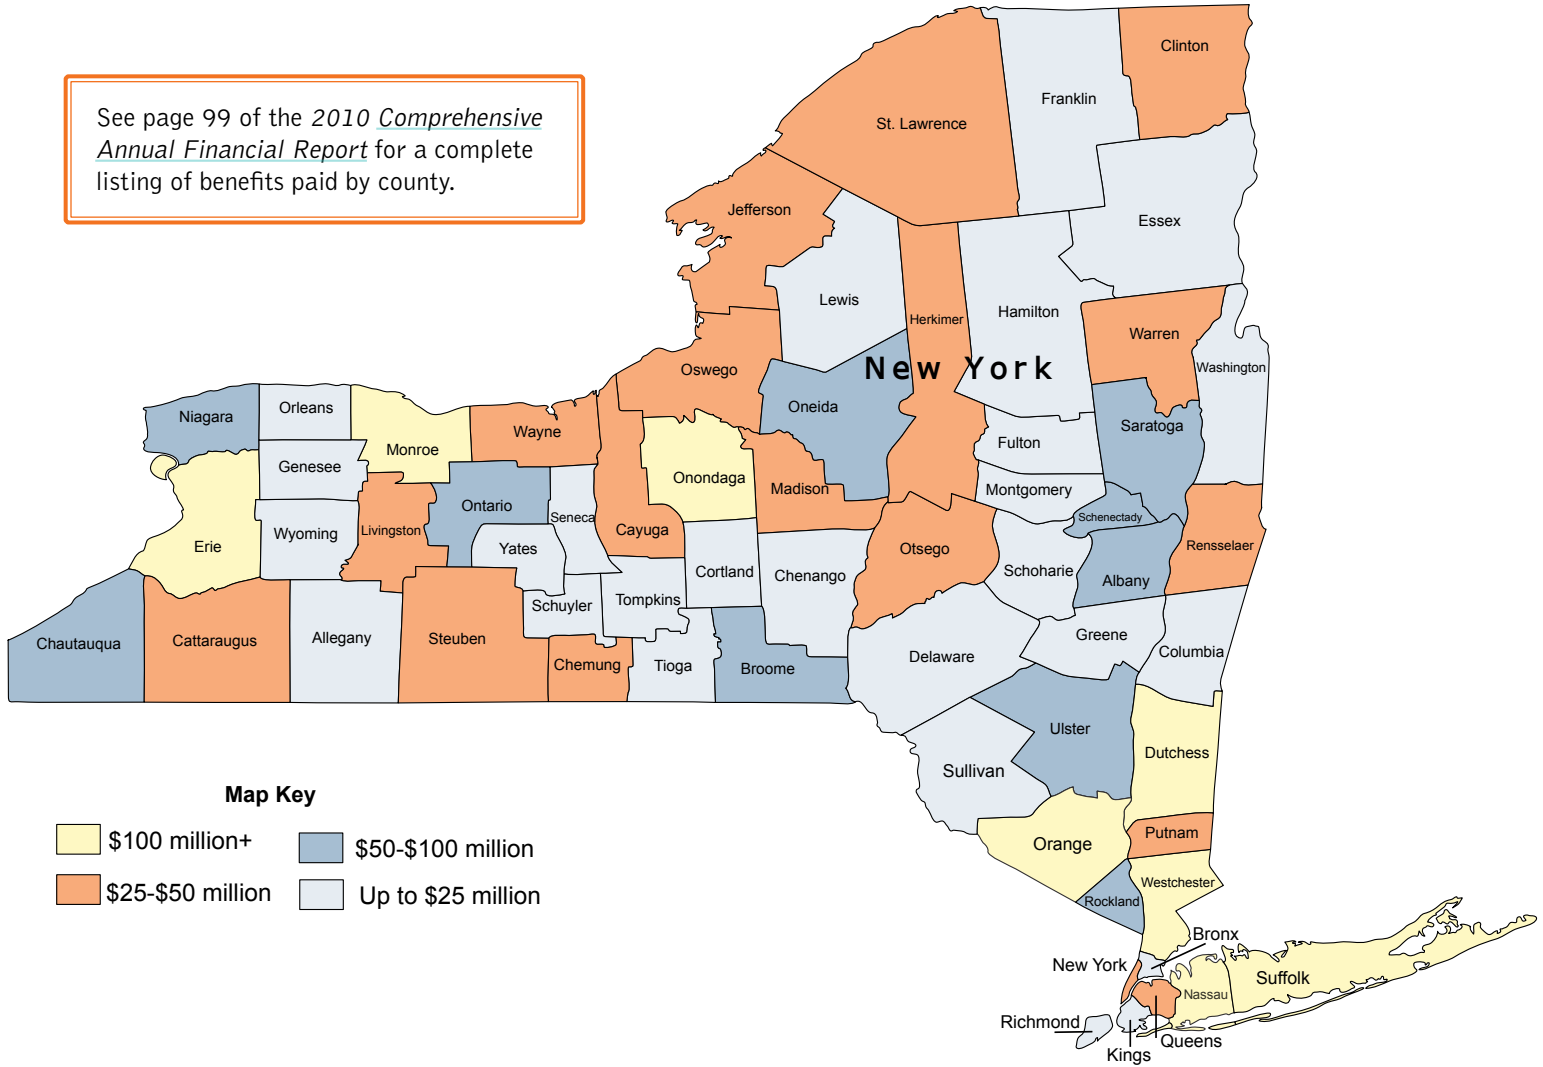 See page 99 of the 2010 Comprehensive
Annual Financial Report for a complete
listing of benefits paid by county.
Clinton
Franklin
St. Lawrence
Jefferson
Essex
Lewis
Hamilton
Herkimer
Warren
Washington
New York
Oswego
Oneida
Niagara
Orleans
Monroe
Wayne
Saratoga
Fulton
Genesee
Onondaga
Madison
Montgomery
Ontario
Seneca
Schenectady
Wyoming
Livingston
Cayuga
Erie
Yates
Otsego
Rensselaer
Cortland
Chenango
Schoharie
Albany
Schuyler
Tompkins
Chautauqua
Cattaraugus
Allegany
Steuben
Greene
Chemung
Tioga
Broome
Delaware
Columbia
Ulster
Dutchess
Sullivan
Map Key
$100 million+
$50-$100 million
$25-$50 million
Up to $25 million
Orange
Putnam
Westchester
Rockland
Bronx
New York
Suffolk
Nassau
Richmond
Queens
Kings